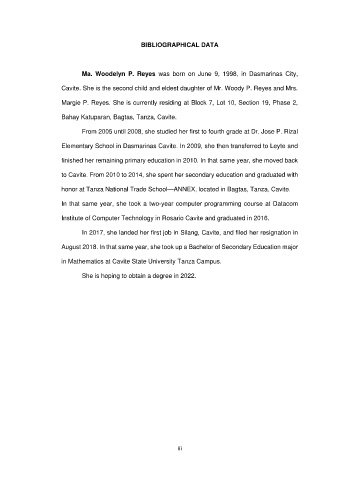 BIBLIOGRAPHICAL DATA
Ma. Woodelyn P. Reyes was born on June 9, 1998, in Dasmarinas City,
Cavite. She is the second child and eldest daughter of Mr. Woody P. Reyes and Mrs.
Margie P. Reyes. She is currently residing at Block 7, Lot 10, Section 19, Phase 2,
Bahay Katuparan, Bagtas, Tanza, Cavite.
From 2005 until 2008, she studied her first to fourth grade at Dr. Jose P. Rizal
Elementary School in Dasmarinas Cavite. In 2009, she then transferred to Leyte and
finished her remaining primary education in 2010. In that same year, she moved back
to Cavite. From 2010 to 2014, she spent her secondary education and graduated with
honor at Tanza National Trade School—ANNEX, located in Bagtas, Tanza, Cavite.
In that same year, she took a two-year computer programming course at Datacom
Institute of Computer Technology in Rosario Cavite and graduated in 2016.
In 2017, she landed her first job in Silang, Cavite, and filed her resignation in
August 2018. In that same year, she took up a Bachelor of Secondary Education major
in Mathematics at Cavite State University Tanza Campus.
She is hoping to obtain a degree in 2022.
iii